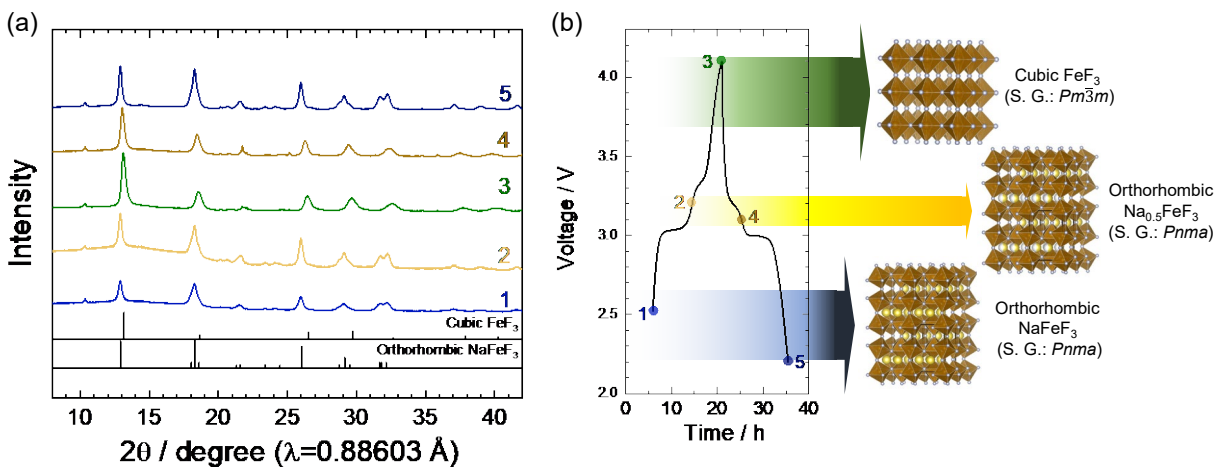 (a)
Intensity
5
4
3
2
1
Cubic FeF3
Orthorhombic NaFeF3
10 15 20 25 30 35 40
2θ / degree (λ=0.88603 Å)
(b)
Voltage / V
4.0
3.5
3.0
2.5
2.0
0 10 20 30 40
Time / h
3
2
4
1
5
Cubic FeF3
(S. G.: Pm3̅m)
Orthorhombic
Na0.5FeF3
(S. G.: Pnma)
Orthorhombic
NaFeF3
(S. G.: Pnma)